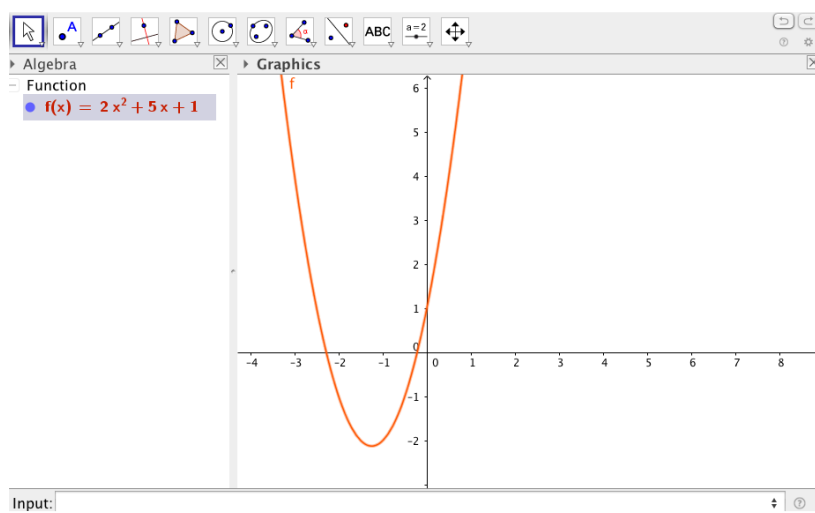 A
α
ABC
a=2
Algebra
Graphics
Function
f(x) = 2 x² + 5 x + 1
f
6
5
4
3
2
1
0
-4 -3 -2 -1 0 1 2 3 4 5 6 7 8
-1
-2
Input: